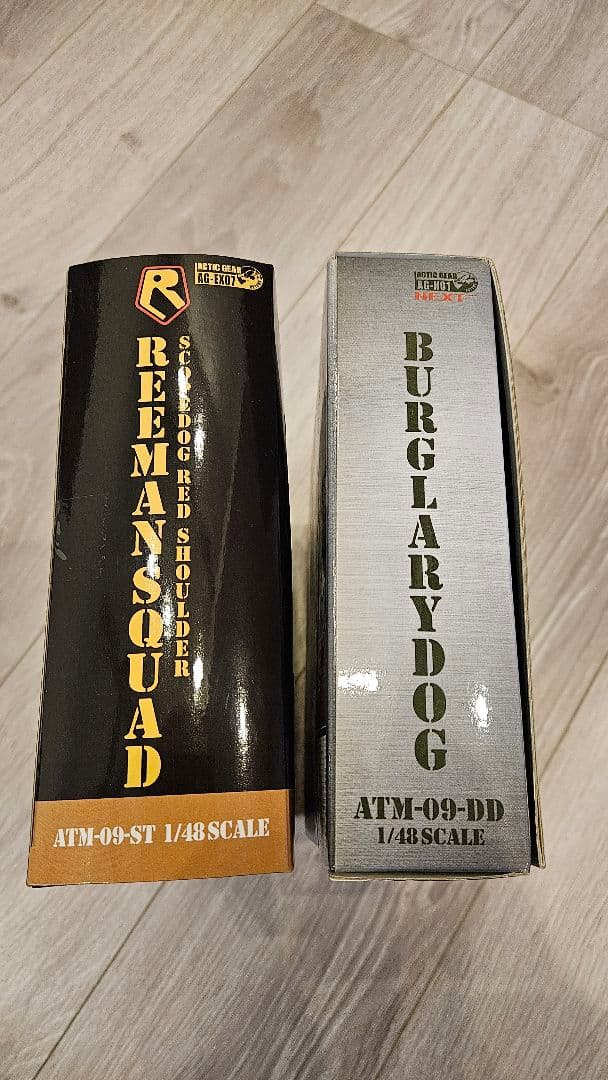 R
ACTIC GEAR
AG-EX07
REEMANSQUAD
SCOPEDOG RED SHOULDER
ATM-09-ST 1/48 SCALE
ACTIC GEAR
AG-N01
NEXT
BURGLARYDOG
ATM-09-DD
1/48 SCALE